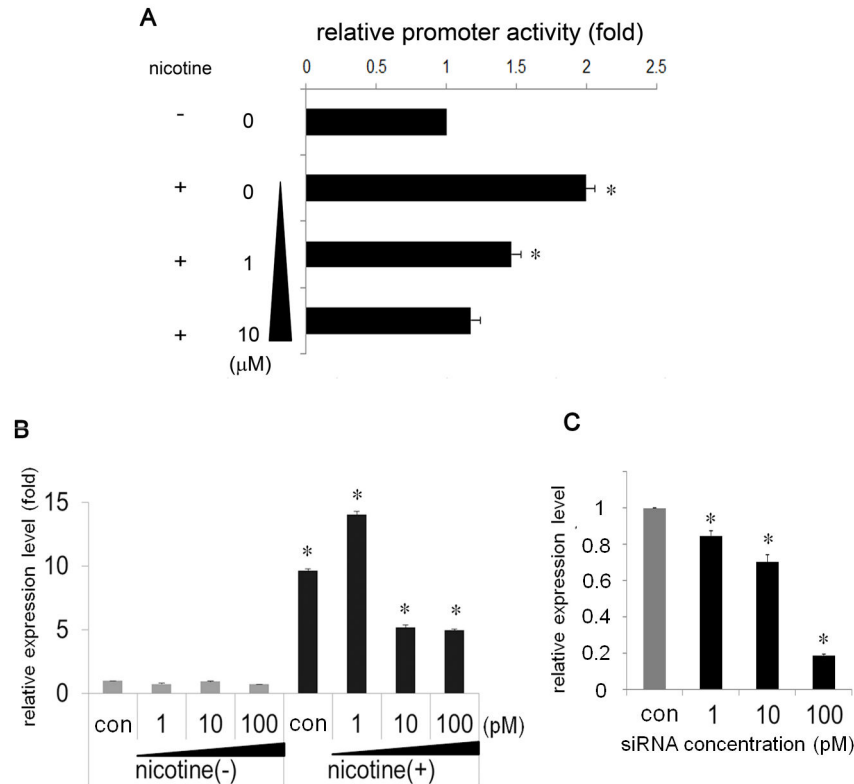 A
relative promoter activity (fold)
nicotine
0 0.5 1 1.5 2 2.5
- 0
+ 0 *
+ 1 *
+ 10
(μM)
B
relative expression level (fold)
15
10
5
0
* * * *
con 1 10 100 con 1 10 100 (pM)
nicotine(-) nicotine(+)
C
relative expression level
1
0.8
0.6
0.4
0.2
0
* * *
con 1 10 100
siRNA concentration (pM)